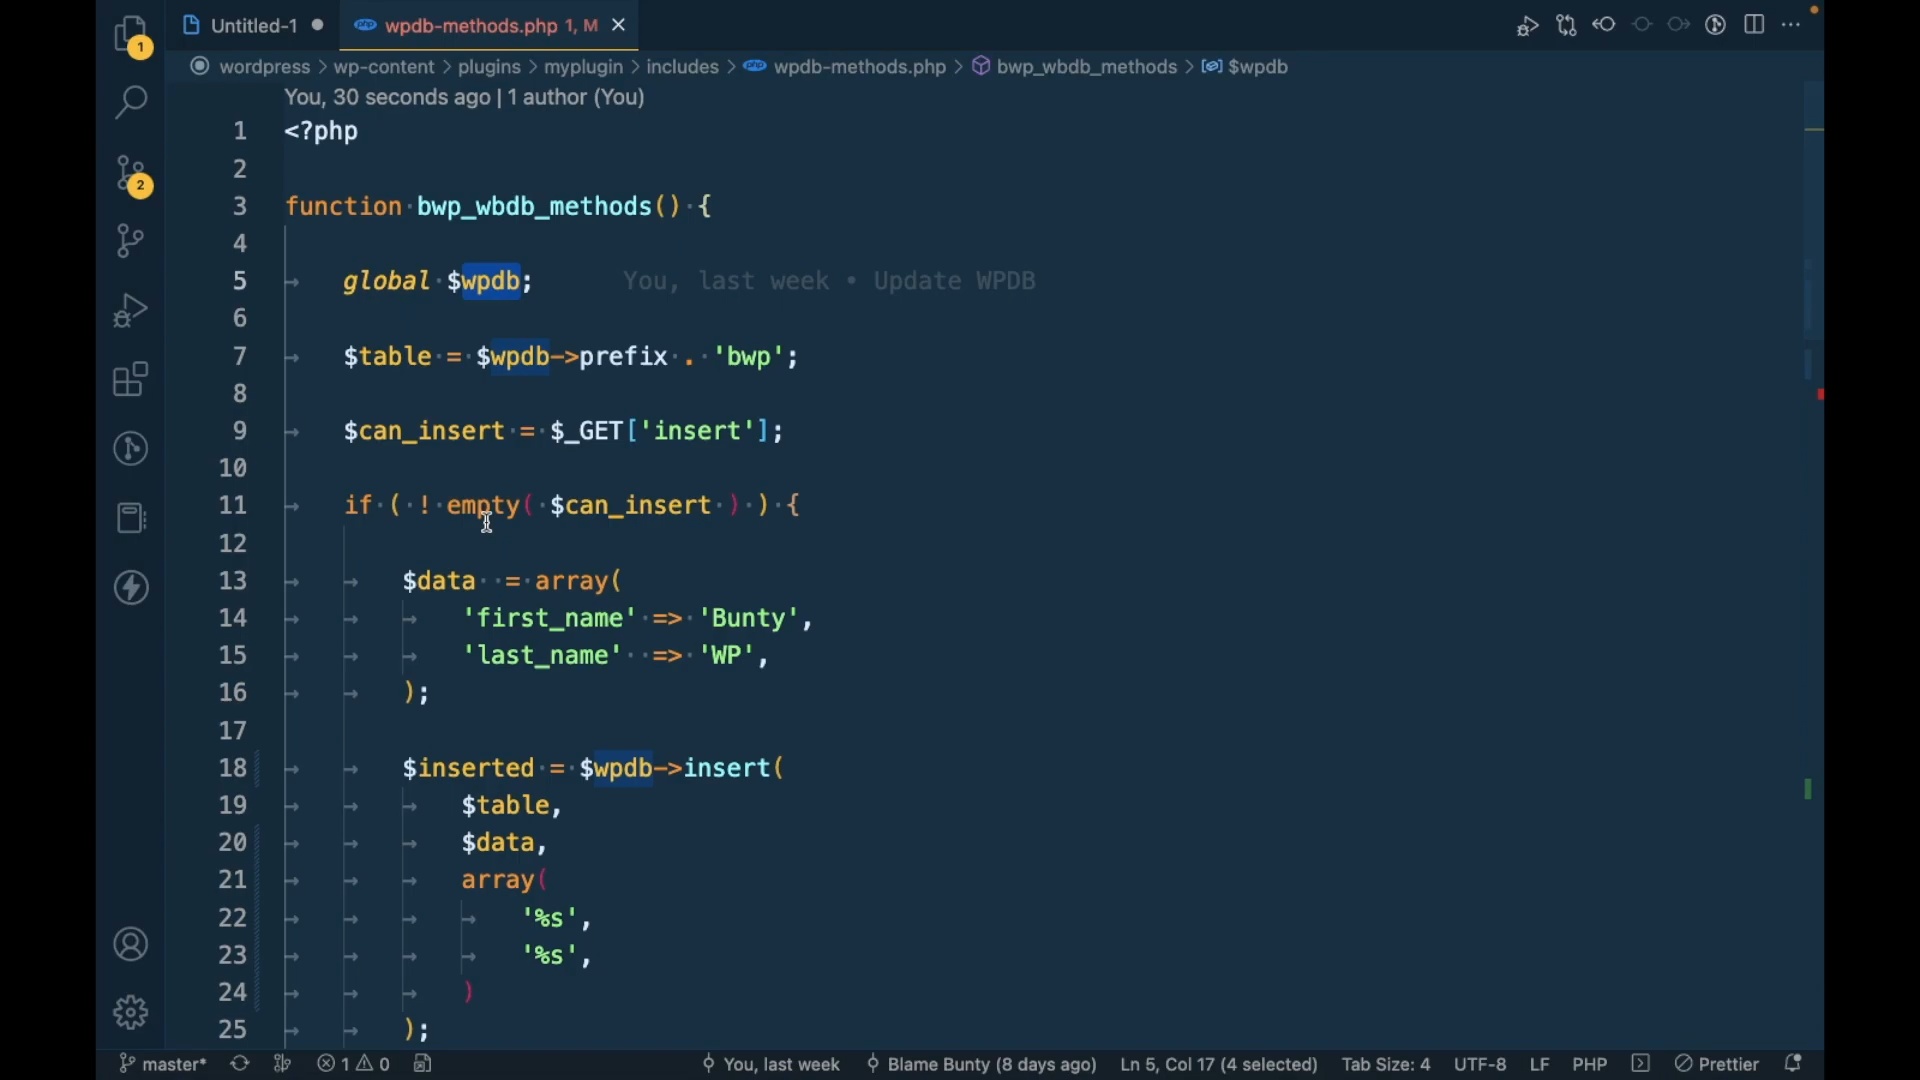 Untitled-1
wpdb-methods.php 1, M
wordpress > wp-content > plugins > myplugin > includes > php wpdb-methods.php > bwp_wbdb_methods > $wpdb
You, 30 seconds ago | 1 author (You)
1 <?php
2
3 function bwp_wbdb_methods() {
4
5 global $wpdb; You, last week • Update WPDB
6
7 $table = $wpdb->prefix . 'bwp';
8
9 $can_insert = $_GET['insert'];
10
11 if ( ! empty( $can_insert ) ) {
12
13 $data = array(
14 'first_name' => 'Bunty',
15 'last_name' => 'WP',
16 );
17
18 $inserted = $wpdb->insert(
19 $table,
20 $data,
21 array(
22 '%s',
23 '%s',
24 )
25 );
1
2
master* 1 0 You, last week Blame Bunty (8 days ago) Ln 5, Col 17 (4 selected) Tab Size: 4 UTF-8 LF PHP Prettier